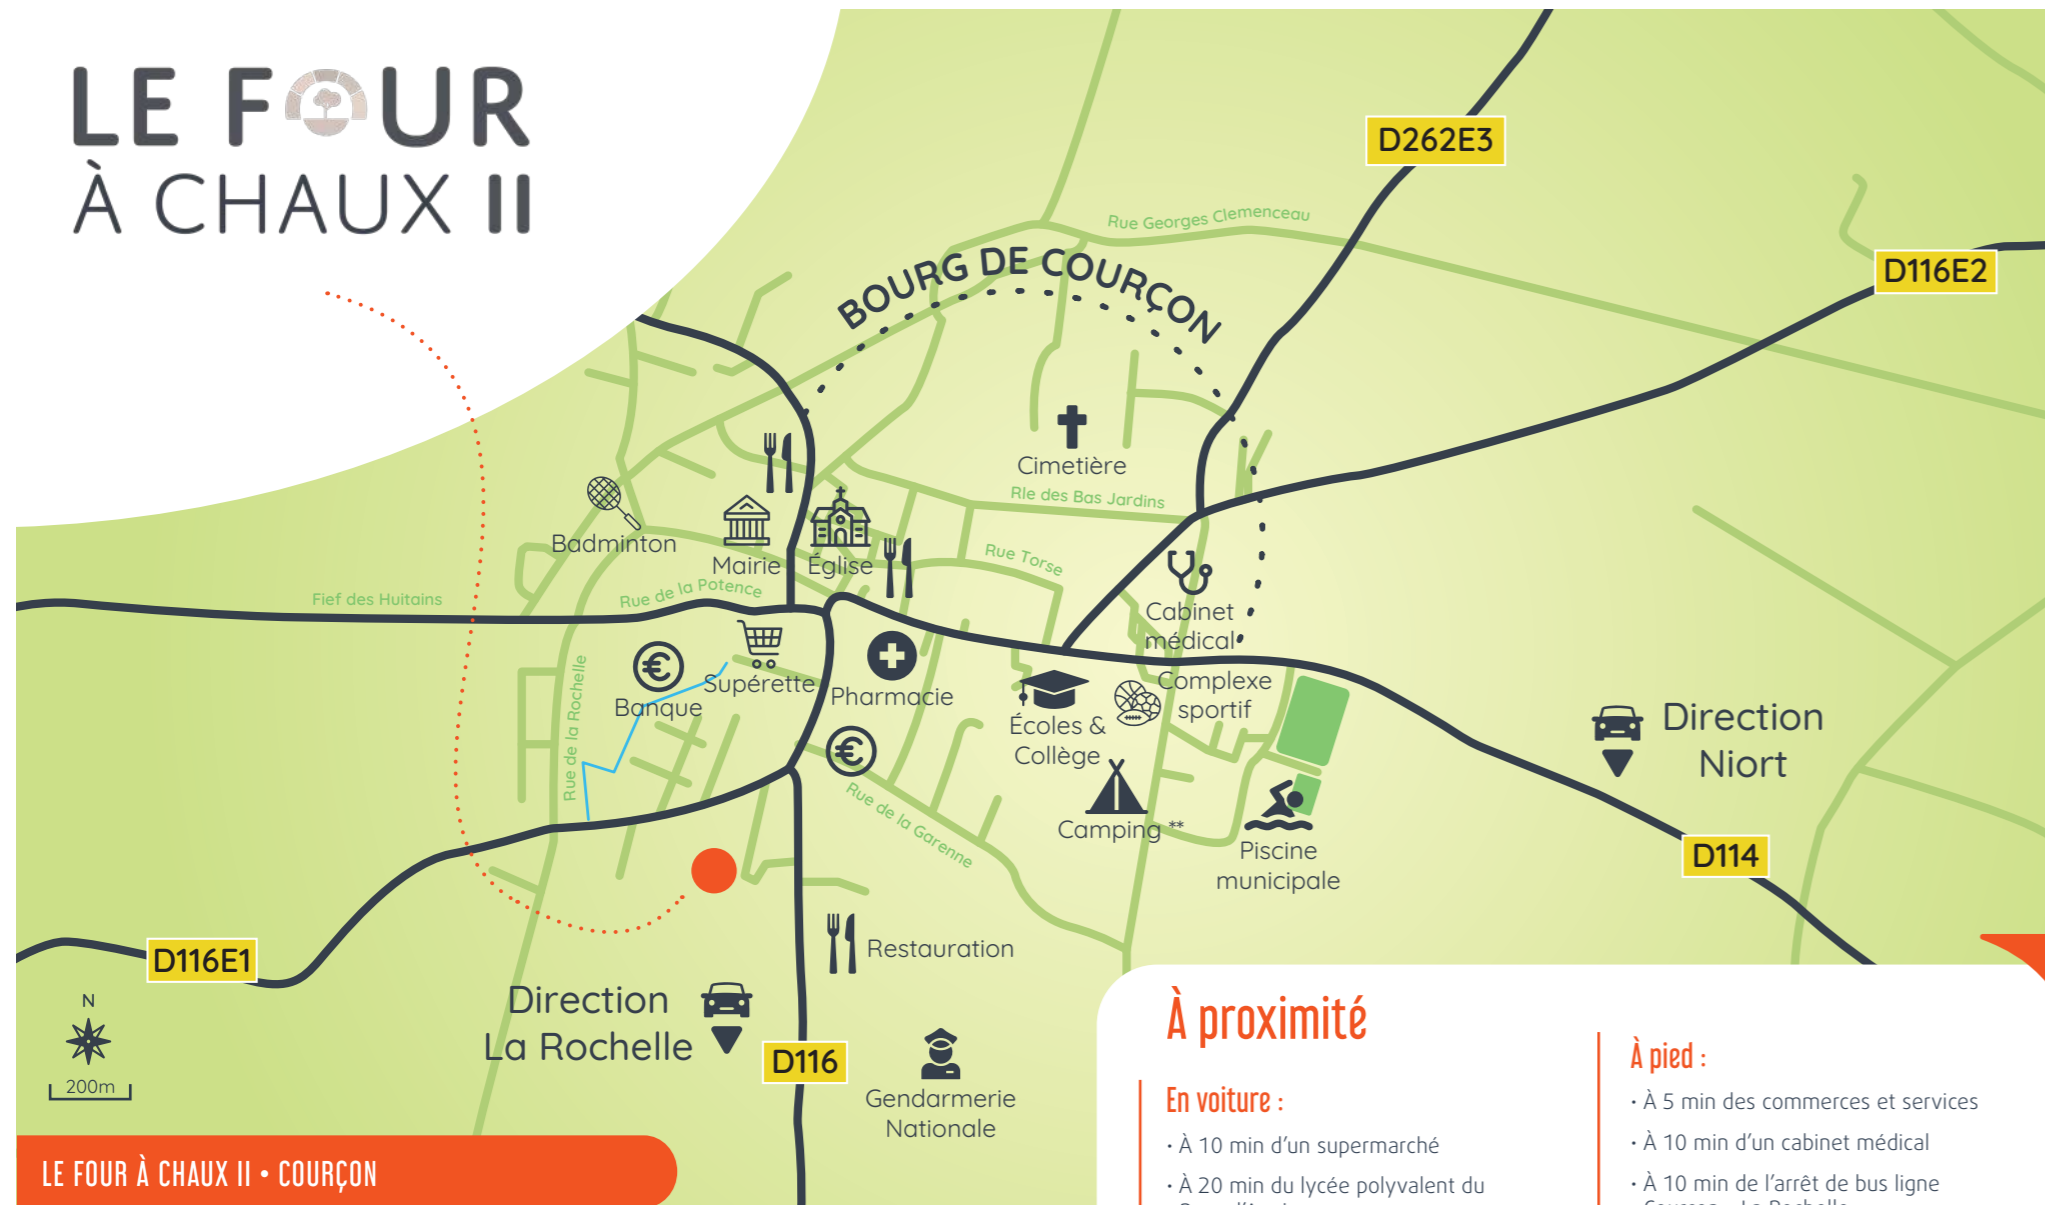 LE FOUR
À CHAUX II
D262E3
Rue Georges Clemenceau
BOURG DE COURÇON
D116E2
Cimetière
Rle des Bas Jardins
Badminton
Mairie
Église
Rue Torse
Fief des Huitains
Rue de la Potence
Cabinet
médical
Banque
Supérette
Pharmacie
Rue de la Rochelle
Écoles &
Collège
Complexe
sportif
Direction
Niort
Rue de la Garenne
Camping **
Piscine
municipale
D114
D116E1
Restauration
Direction
La Rochelle
D116
Gendarmerie
Nationale
N
200m
LE FOUR À CHAUX II • COURÇON
À proximité
En voiture :
• À 10 min d’un supermarché
• À 20 min du lycée polyvalent du
À pied :
• À 5 min des commerces et services
• À 10 min d’un cabinet médical
• À 10 min de l’arrêt de bus ligne